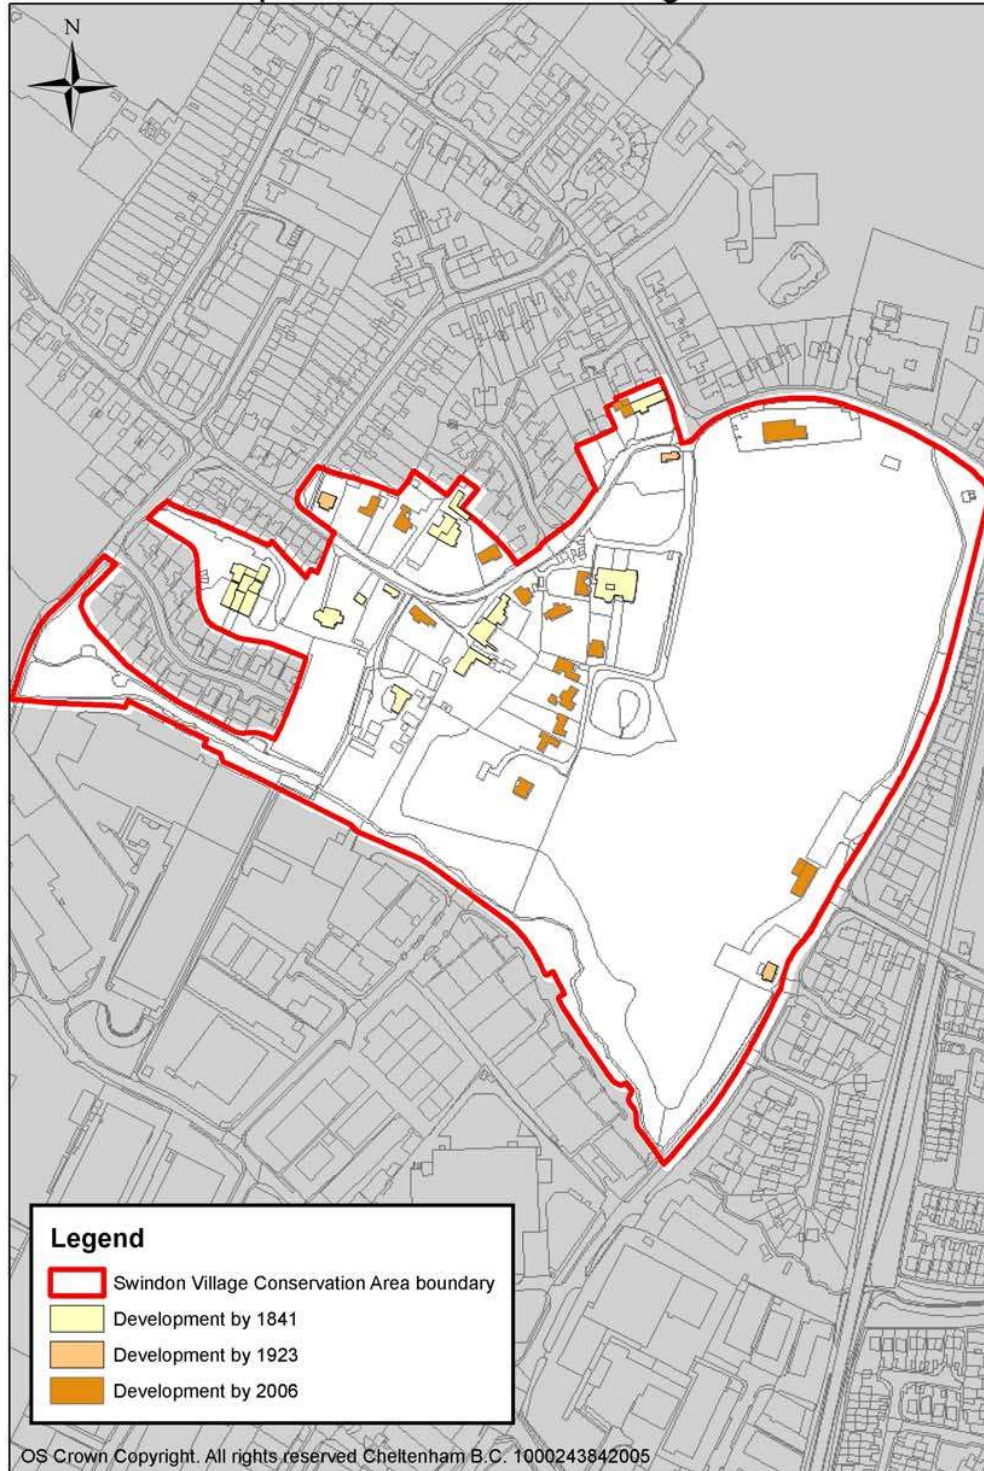 N
Legend
Swindon Village Conservation Area boundary
Development by 1841
Development by 1923
Development by 2006
OS Crown Copyright. All rights reserved Cheltenham B.C. 1000243842005